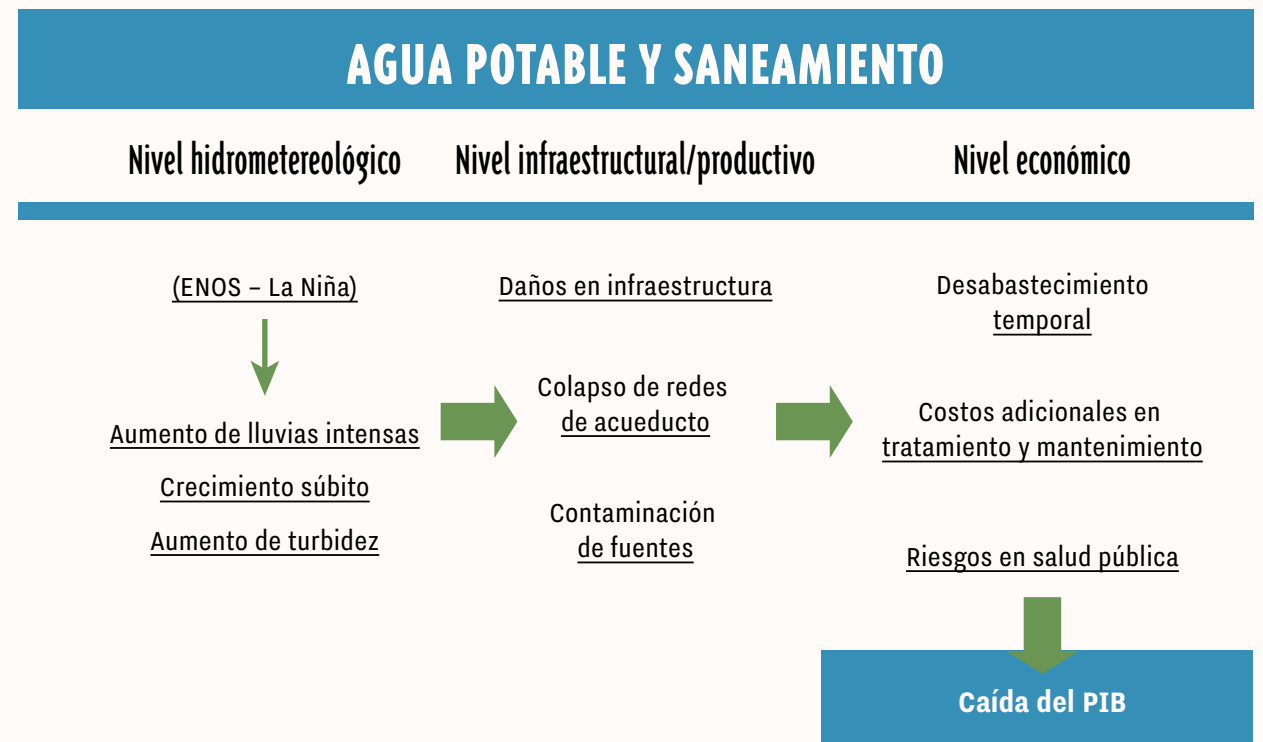 AGUA POTABLE Y SANEAMIENTO
Nivel hidrometereológico
Nivel infraestructural/productivo
Nivel económico
(ENOS – La Niña)
Aumento de lluvias intensas
Crecimiento súbito
Aumento de turbidez
Daños en infraestructura
Colapso de redes
de acueducto
Contaminación
de fuentes
Desabastecimiento
temporal
Costos adicionales en
tratamiento y mantenimiento
Riesgos en salud pública
Caída del PIB